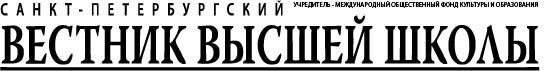 САНКТ-ПЕТЕРБУРГСКИЙ УЧРЕДИТЕЛЬ - МЕЖДУНАРОДНЫЙ ОБЩЕСТВЕННЫЙ ФОНД КУЛЬТУРЫ И ОБРАЗОВАНИЯ
ВЕСТНИК ВЫСШЕЙ ШКОЛЫ